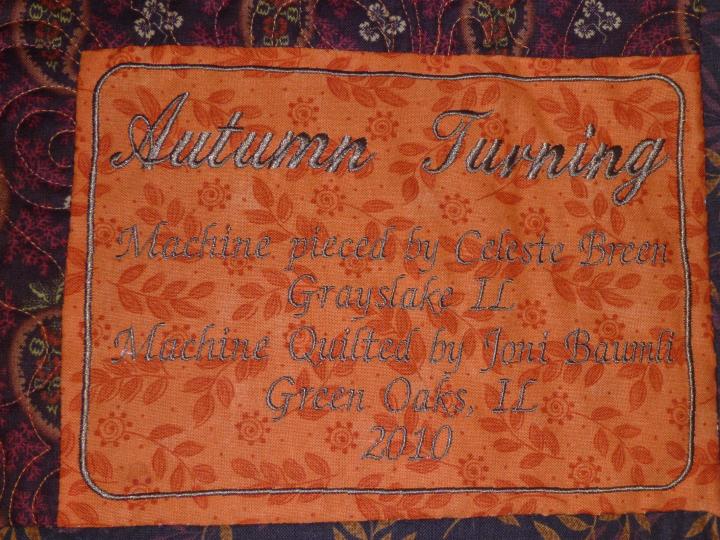 Autumn Turning
Machine pieced by Celeste Breen
Grayslake IL
Machine Quilted by Joni Baumli
Green Oaks, IL
2010